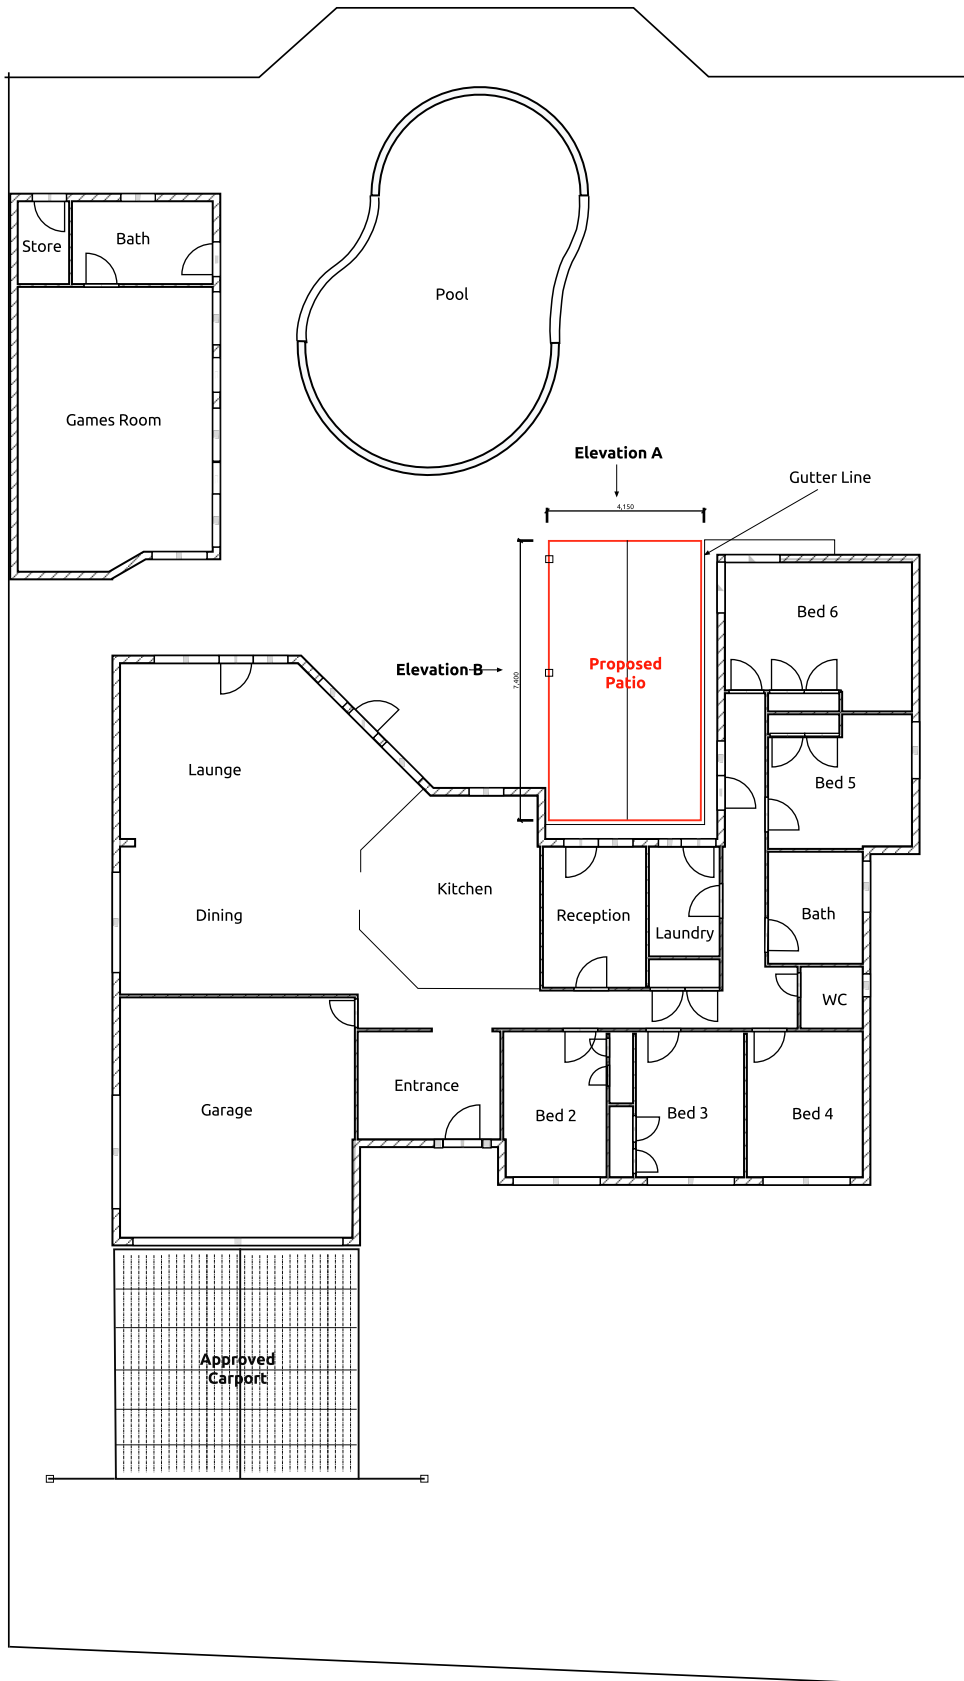 Store
Bath
Pool
Games Room
Elevation A
Gutter Line
4,150
Bed 6
Elevation B
Proposed
Patio
7,400
Launge
Bed 5
Kitchen
Dining
Reception
Bath
Laundry
WC
Entrance
Garage
Bed 2
Bed 3
Bed 4
Approved
Carport